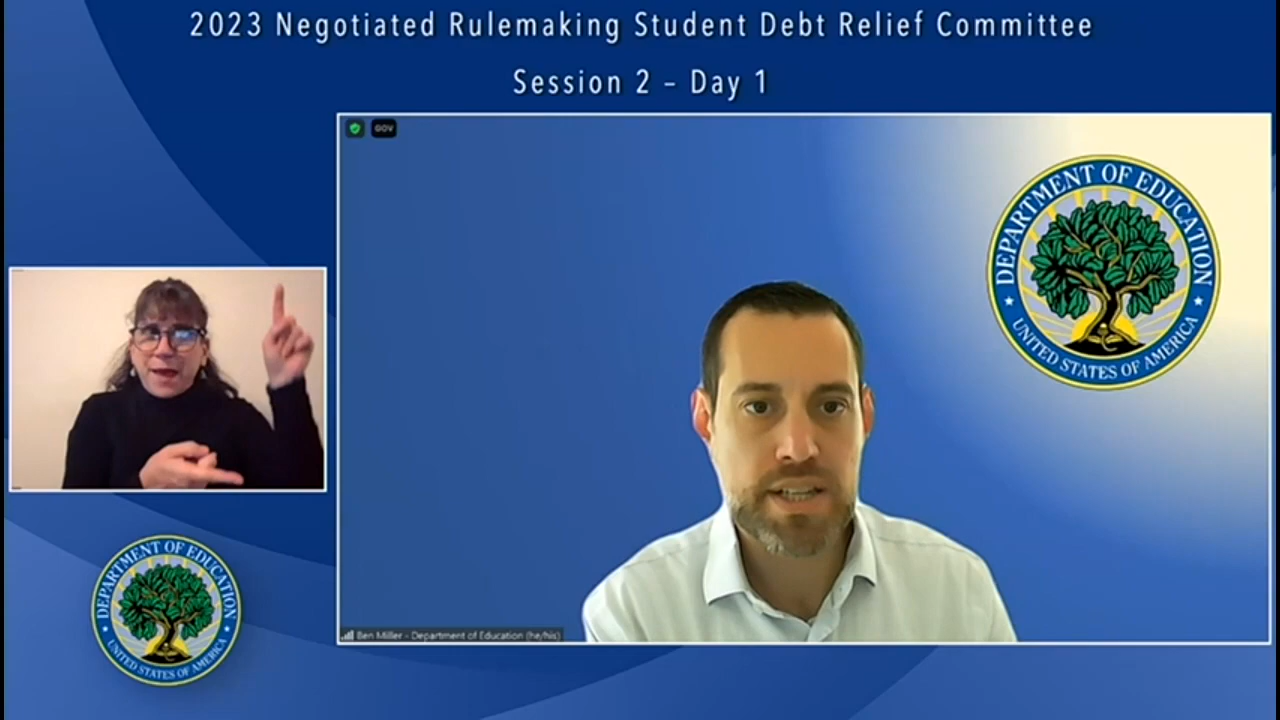 2023 Negotiated Rulemaking Student Debt Relief Committee
Session 2 – Day 1
GOV
DEPARTMENT OF EDUCATION
UNITED STATES OF AMERICA
Ben Miller - Department of Education (he/his)
DEPARTMENT OF EDUCATION
UNITED STATES OF AMERICA